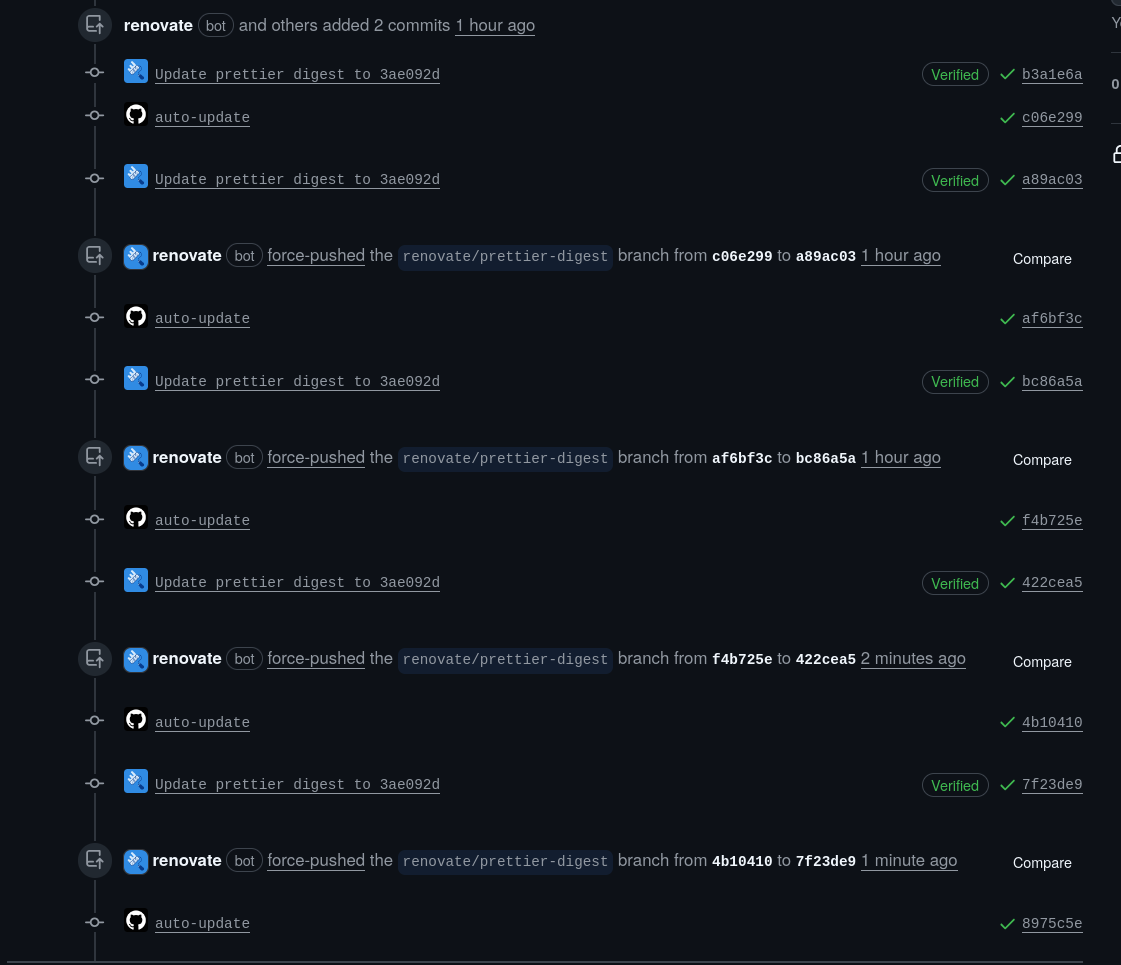 renovate bot and others added 2 commits 1 hour ago
Update prettier digest to 3ae092d Verified b3a1e6a
auto-update c06e299
Update prettier digest to 3ae092d Verified a89ac03
renovate bot force-pushed the renovate/prettier-digest branch from c06e299 to a89ac03 1 hour ago Compare
auto-update af6bf3c
Update prettier digest to 3ae092d Verified bc86a5a
renovate bot force-pushed the renovate/prettier-digest branch from af6bf3c to bc86a5a 1 hour ago Compare
auto-update f4b725e
Update prettier digest to 3ae092d Verified 422cea5
renovate bot force-pushed the renovate/prettier-digest branch from f4b725e to 422cea5 2 minutes ago Compare
auto-update 4b10410
Update prettier digest to 3ae092d Verified 7f23de9
renovate bot force-pushed the renovate/prettier-digest branch from 4b10410 to 7f23de9 1 minute ago Compare
auto-update 8975c5e